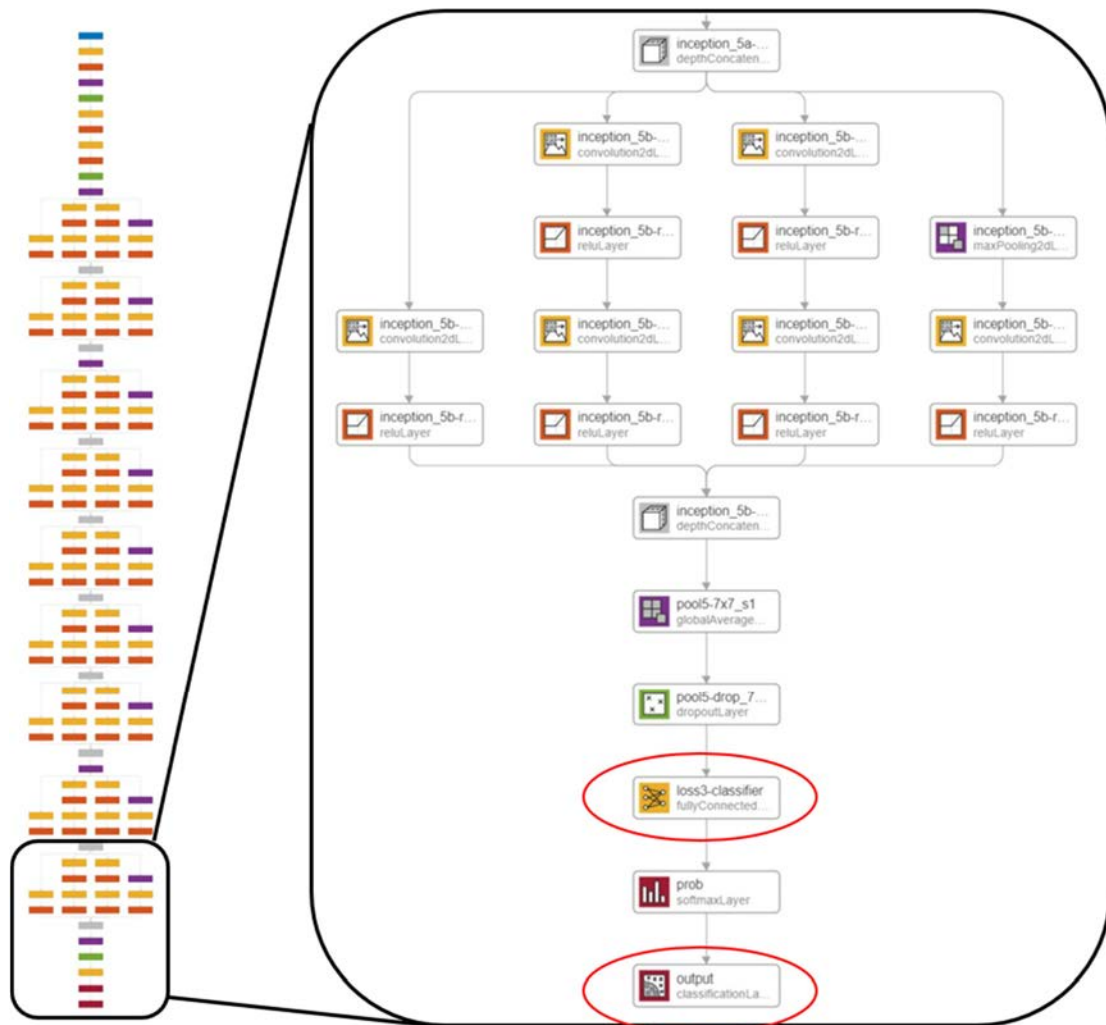 inception_5a-...
depthConcaten...
inception_5b-...
convolution2dL...
inception_5b-...
convolution2dL...
inception_5b-r...
reluLayer
inception_5b-r...
reluLayer
inception_5b-...
maxPooling2dL...
inception_5b-...
convolution2dL...
inception_5b-...
convolution2dL...
inception_5b-...
convolution2dL...
inception_5b-...
convolution2dL...
inception_5b-r...
reluLayer
inception_5b-r...
reluLayer
inception_5b-r...
reluLayer
inception_5b-r...
reluLayer
inception_5b-...
depthConcaten...
pool5-7x7_s1
globalAverage...
pool5-drop_7...
dropoutLayer
loss3-classifier
fullyConnected...
prob
softmaxLayer
output
classificationLa...